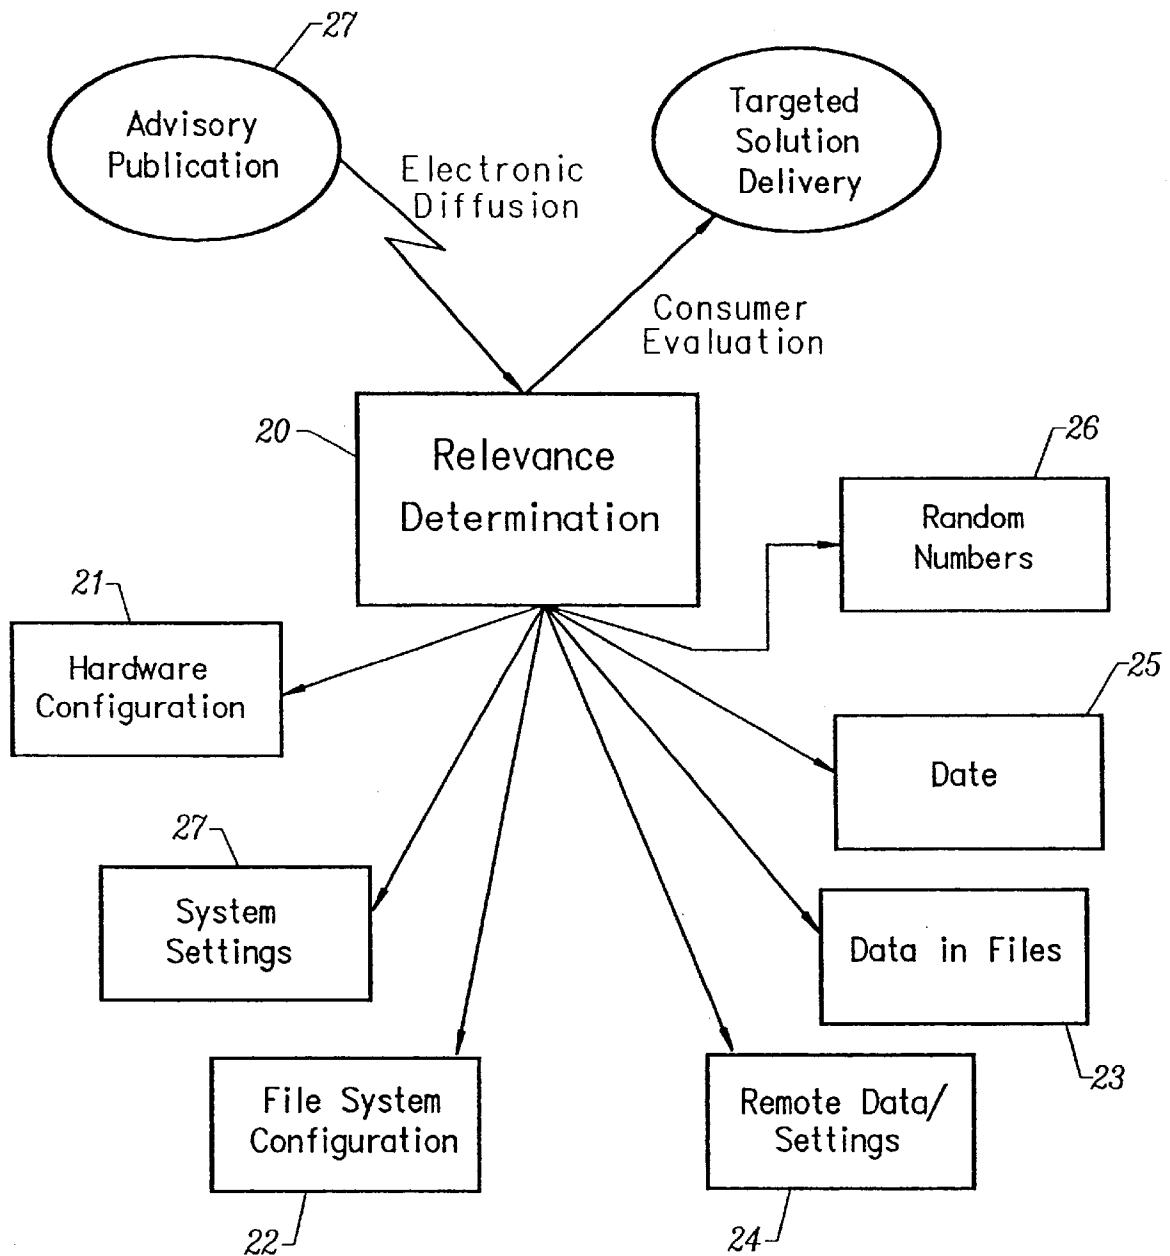 27
Advisory
Publication
Targeted
Solution
Delivery
Electronic
Diffusion
Consumer
Evaluation
20
Relevance
Determination
26
Random
Numbers
21
Hardware
Configuration
25
Date
27
System
Settings
Data in Files
23
File System
Configuration
22
Remote Data/
Settings
24